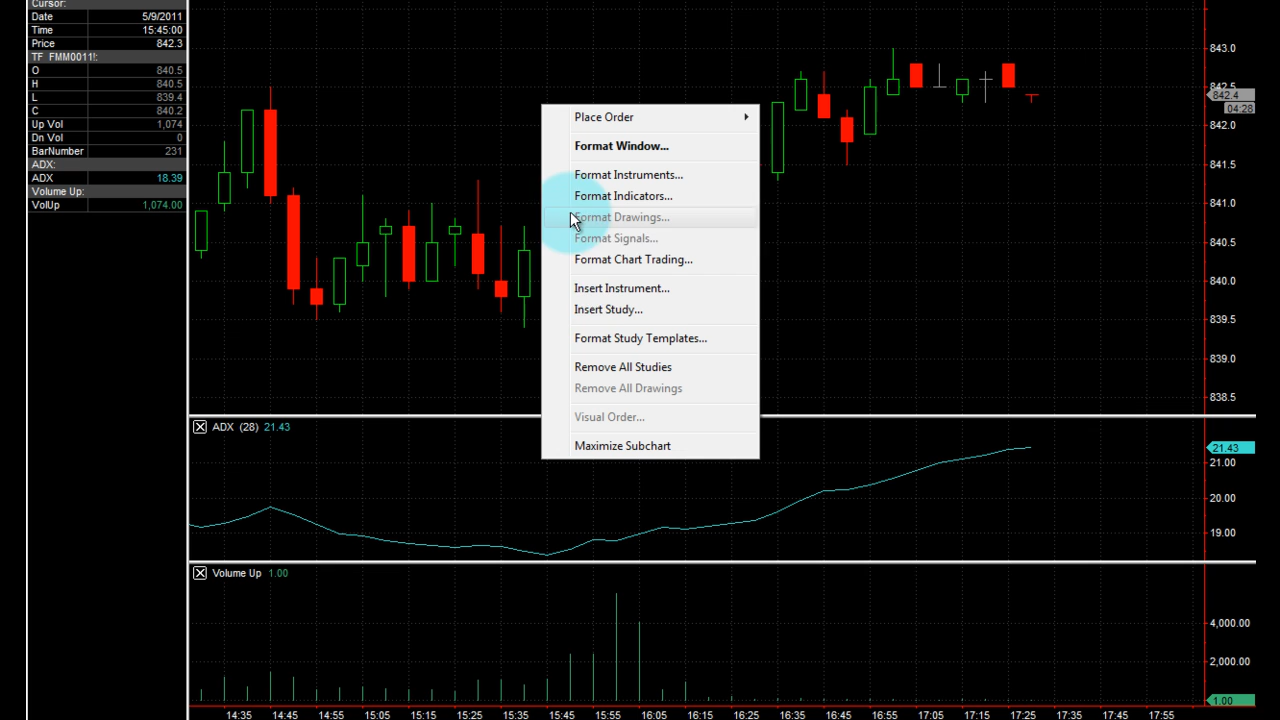 Cursor:
Date 5/9/2011
Time 15:45:00
Price 842.3
TF FMM0011!:
O 840.5
H 840.5
L 839.4
C 840.2
Up Vol 1,074
Dn Vol 0
BarNumber 231
ADX:
ADX 18.39
Volume Up:
VolUp 1,074.00
Place Order
Format Window...
Format Instruments...
Format Indicators...
Format Drawings...
Format Signals...
Format Chart Trading...
Insert Instrument...
Insert Study...
Format Study Templates...
Remove All Studies
Remove All Drawings
Visual Order...
Maximize Subchart
843.0
842.5
842.4
04:28
842.0
841.5
841.0
840.5
840.0
839.5
839.0
838.5
ADX (28) 21.43
21.43
21.00
20.00
19.00
Volume Up 1.00
4,000.00
2,000.00
1.00
14:35 14:45 14:55 15:05 15:15 15:25 15:35 15:45 15:55 16:05 16:15 16:25 16:35 16:45 16:55 17:05 17:15 17:25 17:35 17:45 17:55